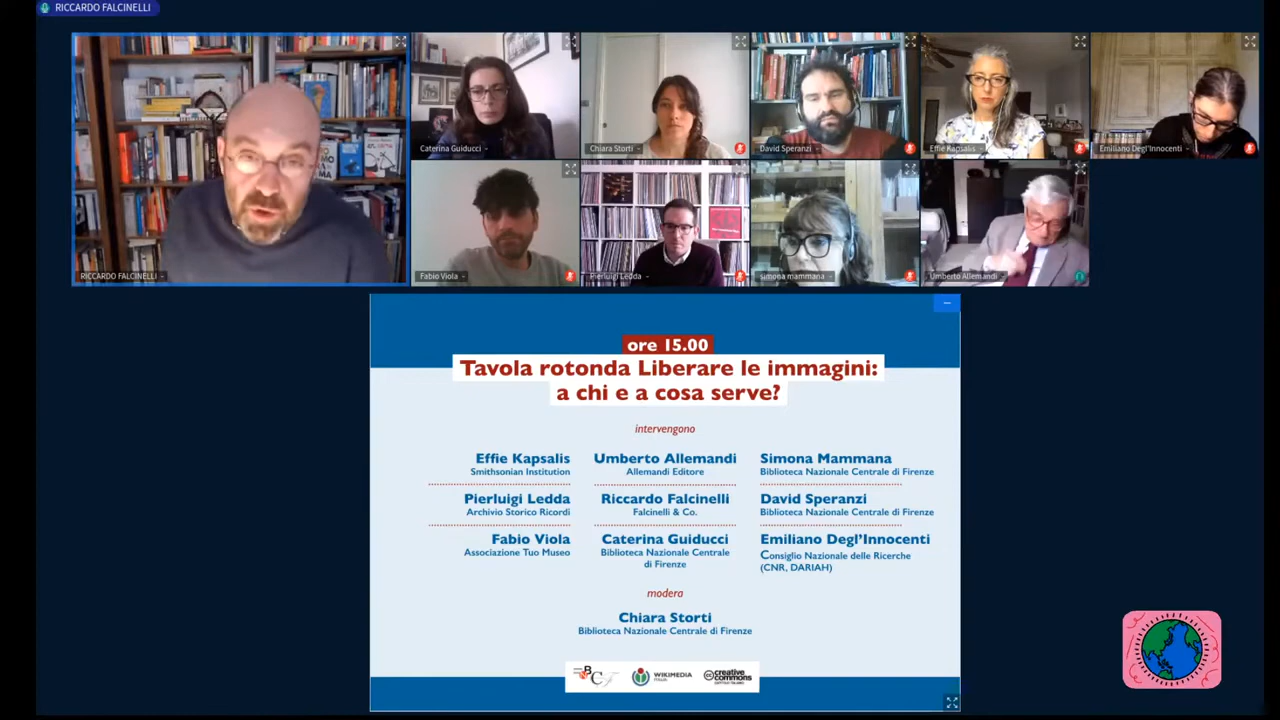 RICCARDO FALCINELLI
RICCARDO FALCINELLI
Caterina Guiducci
Chiara Storti
David Speranzi
Effie Kapsalis
Emiliano Degl'Innocenti
Fabio Viola
Pierluigi Ledda
simona mammana
Umberto Allemandi
ore 15.00
Tavola rotonda Liberare le immagini:
a chi e a cosa serve?
intervengono
Effie Kapsalis
Smithsonian Institution
Umberto Allemandi
Allemandi Editore
Simona Mammana
Biblioteca Nazionale Centrale di Firenze
Pierluigi Ledda
Archivio Storico Ricordi
Riccardo Falcinelli
Falcinelli & Co.
David Speranzi
Biblioteca Nazionale Centrale di Firenze
Fabio Viola
Associazione Tuo Museo
Caterina Guiducci
Biblioteca Nazionale Centrale
di Firenze
Emiliano Degl'Innocenti
Consiglio Nazionale delle Ricerche
(CNR, DARIAH)
modera
Chiara Storti
Biblioteca Nazionale Centrale di Firenze
WIKIMEDIA
ITALIA
cc creative
commons